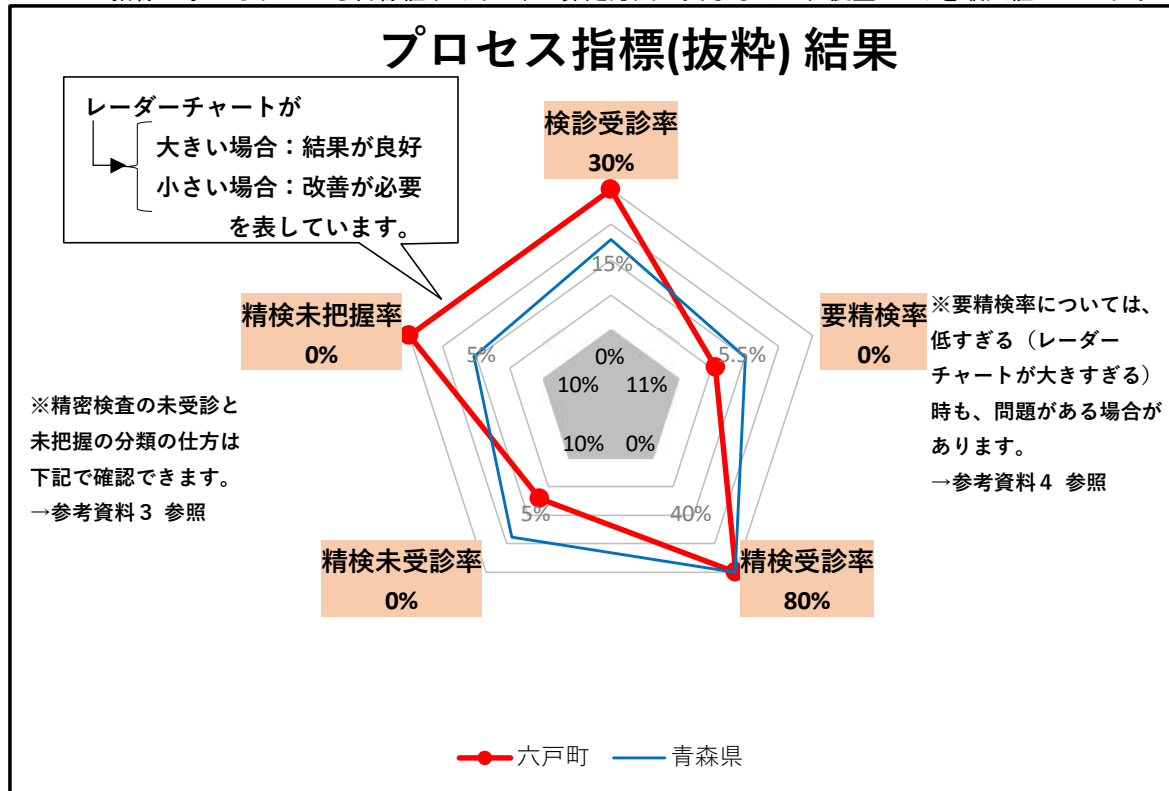 プロセス指標(抜粋) 結果
レーダーチャートが
大きい場合：結果が良好
小さい場合：改善が必要
を表しています。
検診受診率
30%
15%
精検未把握率
0%
5%
要精検率
0%
5.5%
※要精検率については、
低すぎる（レーダー
チャートが大きすぎる）
時も、問題がある場合が
あります。
→参考資料４ 参照
0%
10%
11%
10%
0%
※精密検査の未受診と
未把握の分類の仕方は
下記で確認できます。
→参考資料３ 参照
5%
40%
精検未受診率
0%
精検受診率
80%
六戸町
青森県